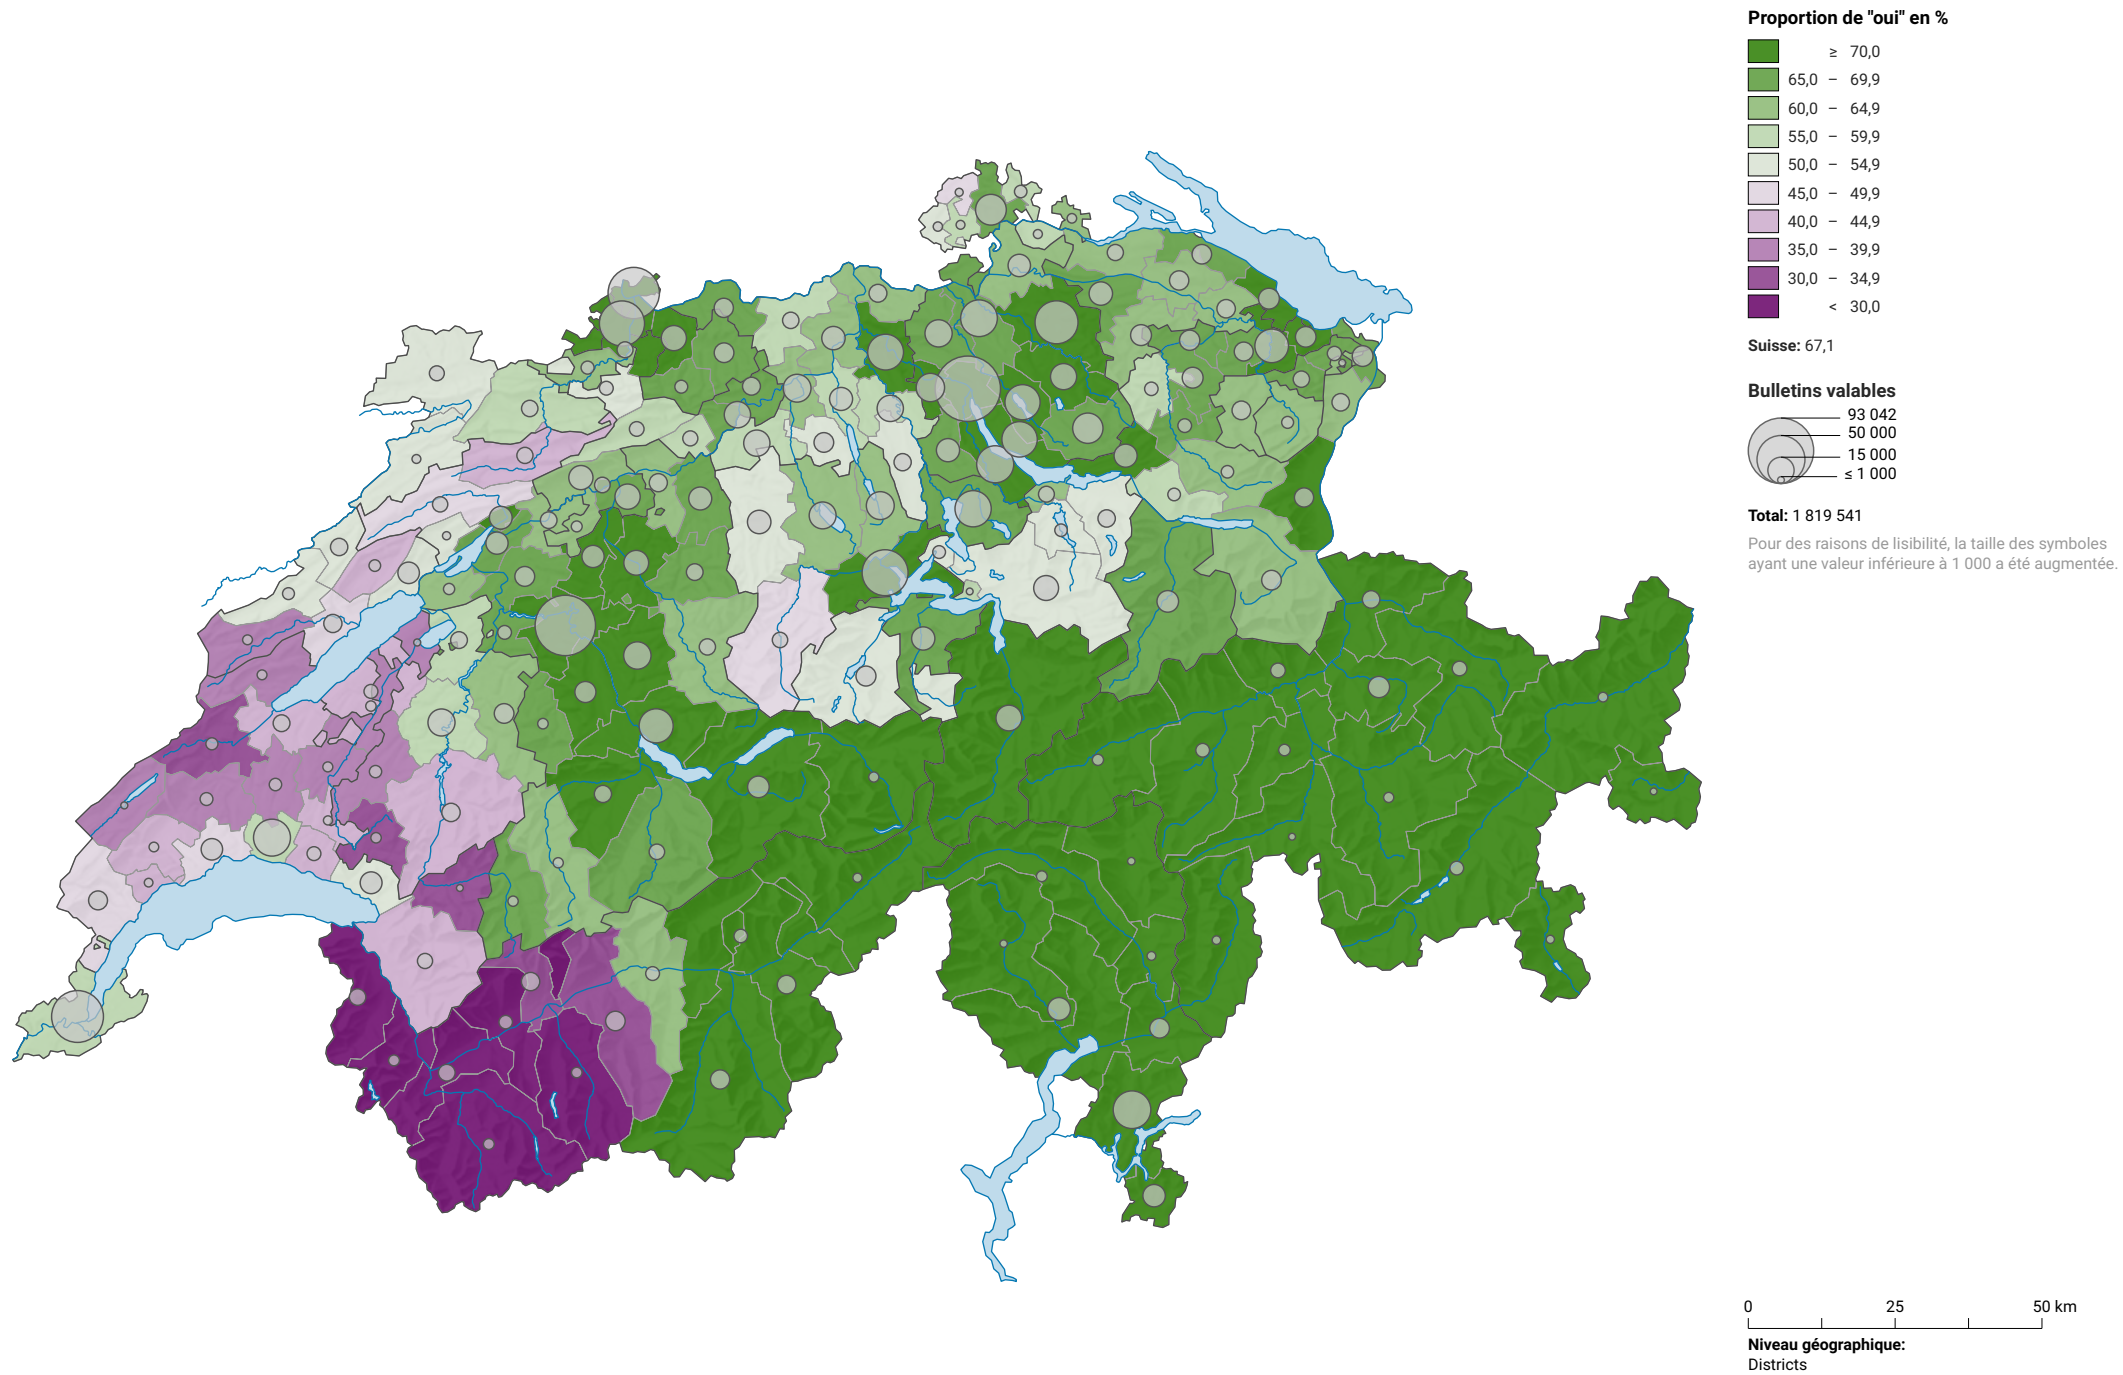 Proportion de "oui" en %
≥ 70,0
65,0 – 69,9
60,0 – 64,9
55,0 – 59,9
50,0 – 54,9
45,0 – 49,9
40,0 – 44,9
35,0 – 39,9
30,0 – 34,9
< 30,0
Suisse: 67,1
Bulletins valables
93 042
50 000
15 000
≤ 1 000
Total: 1 819 541
Pour des raisons de lisibilité, la taille des symboles
ayant une valeur inférieure à 1 000 a été augmentée.
0 25 50 km
Niveau géographique:
Districts